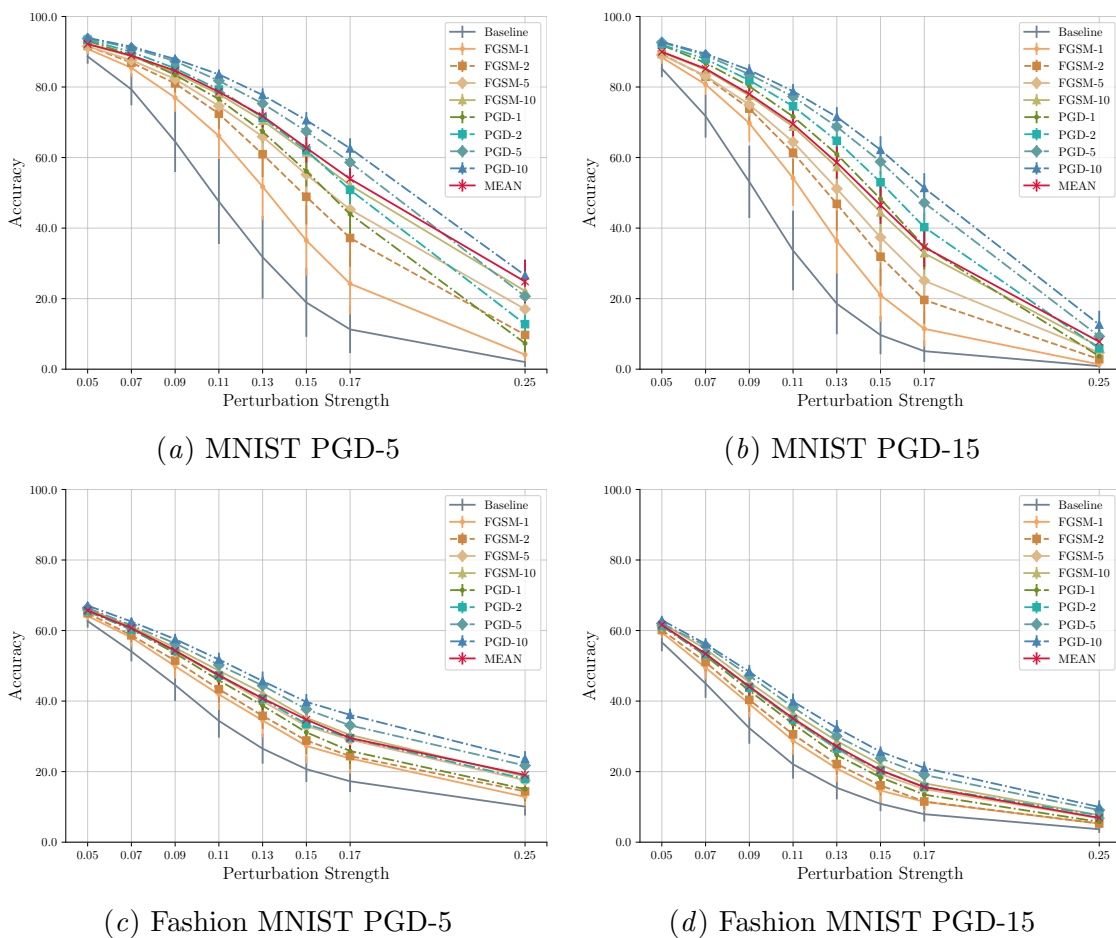 100.0
80.0
60.0
40.0
20.0
0.0
Accuracy
0.05 0.07 0.09 0.11 0.13 0.15 0.17 0.25
Perturbation Strength
Baseline
FGSM-1
FGSM-2
FGSM-5
FGSM-10
PGD-1
PGD-2
PGD-5
PGD-10
MEAN
(a) MNIST PGD-5
100.0
80.0
60.0
40.0
20.0
0.0
Accuracy
0.05 0.07 0.09 0.11 0.13 0.15 0.17 0.25
Perturbation Strength
Baseline
FGSM-1
FGSM-2
FGSM-5
FGSM-10
PGD-1
PGD-2
PGD-5
PGD-10
MEAN
(b) MNIST PGD-15
100.0
80.0
60.0
40.0
20.0
0.0
Accuracy
0.05 0.07 0.09 0.11 0.13 0.15 0.17 0.25
Perturbation Strength
Baseline
FGSM-1
FGSM-2
FGSM-5
FGSM-10
PGD-1
PGD-2
PGD-5
PGD-10
MEAN
(c) Fashion MNIST PGD-5
100.0
80.0
60.0
40.0
20.0
0.0
Accuracy
0.05 0.07 0.09 0.11 0.13 0.15 0.17 0.25
Perturbation Strength
Baseline
FGSM-1
FGSM-2
FGSM-5
FGSM-10
PGD-1
PGD-2
PGD-5
PGD-10
MEAN
(d) Fashion MNIST PGD-15